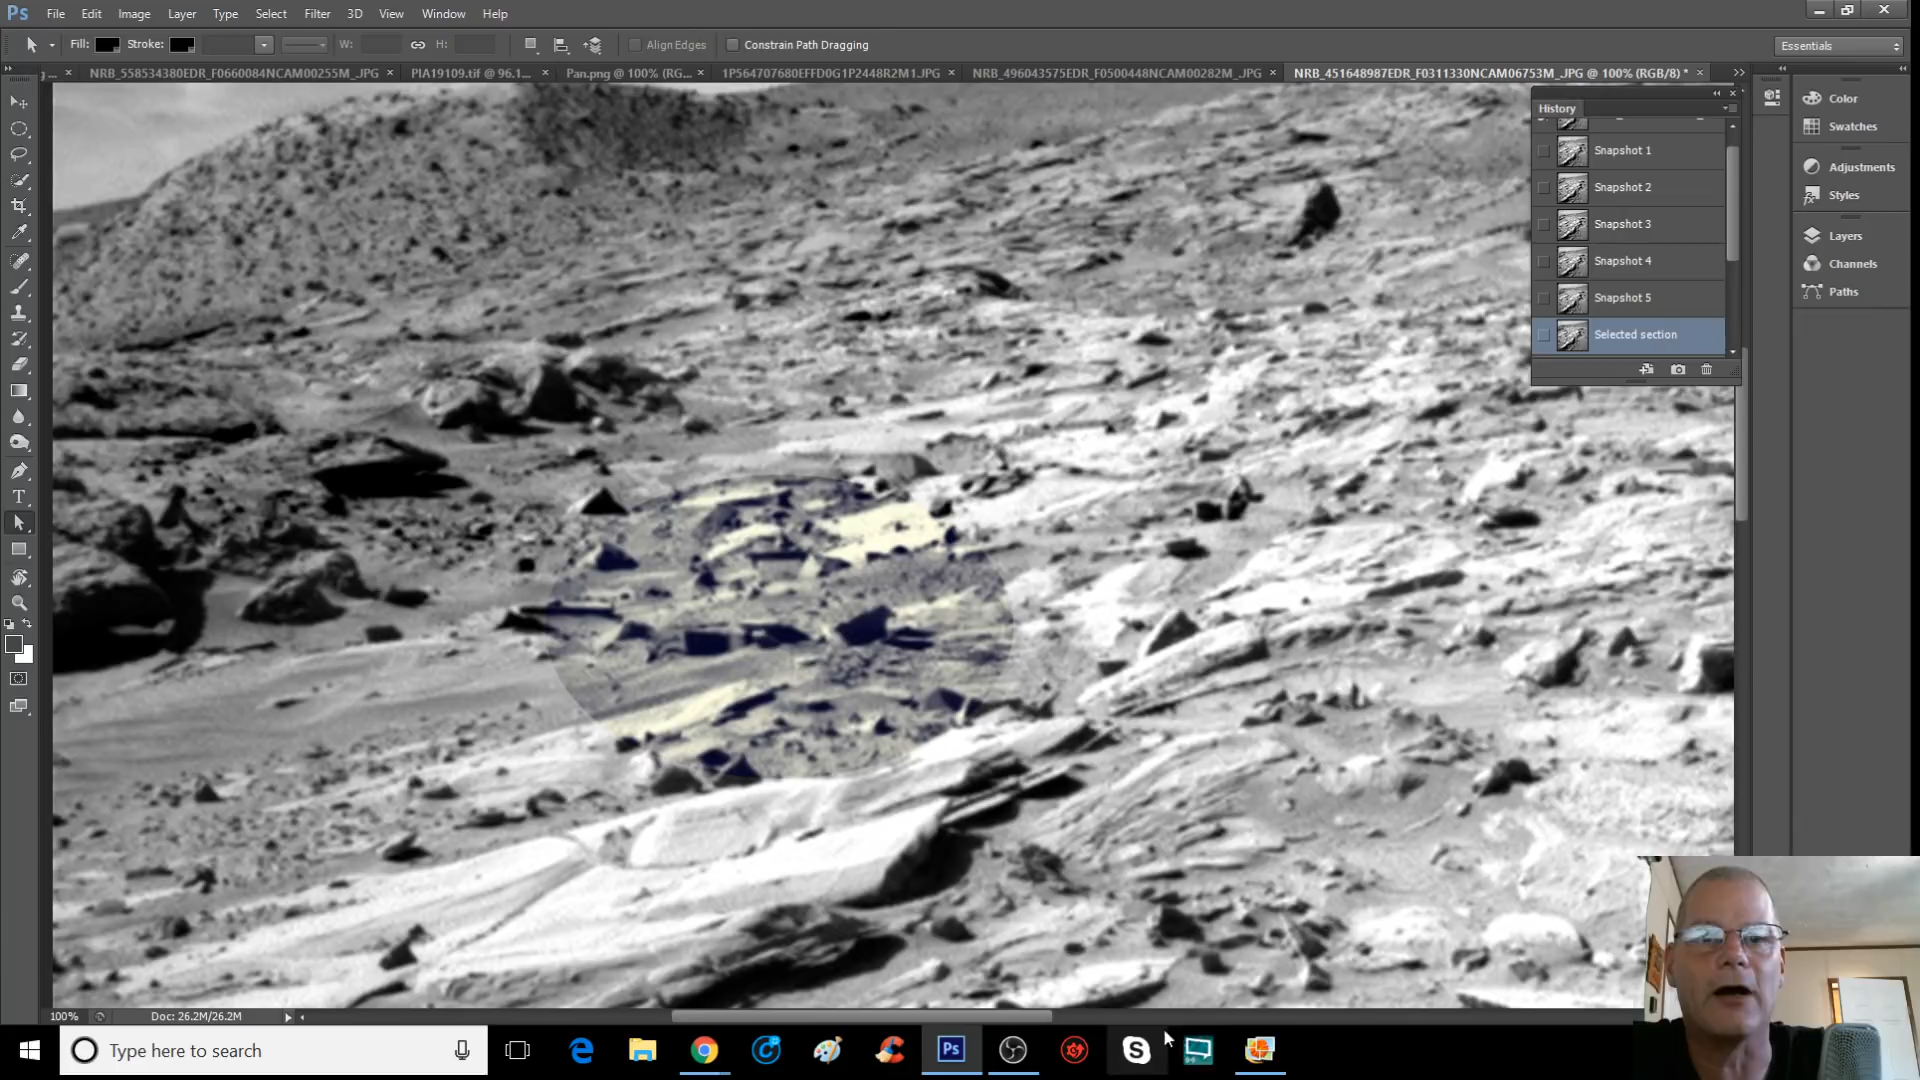 Ps File Edit Image Layer Type Select Filter 3D View Window Help
Fill: Stroke: W: H: Align Edges Constrain Path Dragging Essentials
NRB_558534380EDR_F0660084NCAM00255M_.JPG PIA19109.tif @ 96.1... Pan.png @ 100% (RG... 1P564707680EFFD0G1P2448R2M1.JPG NRB_496043575EDR_F0500448NCAM00282M_.JPG NRB_451648987EDR_F0311330NCAM06753M_.JPG @ 100% (RGB/8) *
History
Snapshot 1
Snapshot 2
Snapshot 3
Snapshot 4
Snapshot 5
Selected section
Color
Swatches
Adjustments
Styles
Layers
Channels
Paths
100% Doc: 26.2M/26.2M
Type here to search
Ps